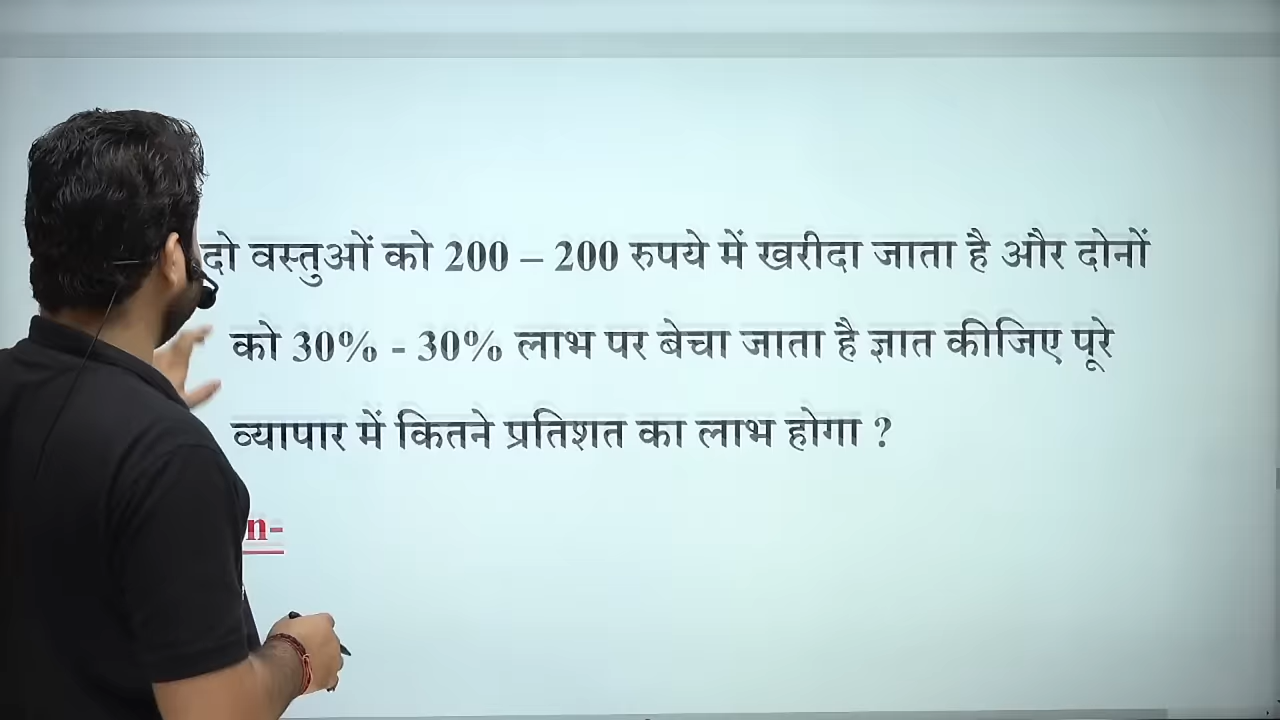 दो वस्तुओं को 200 – 200 रुपये में खरीदा जाता है और दोनों
को 30% - 30% लाभ पर बेचा जाता है ज्ञात कीजिए पूरे
व्यापार में कितने प्रतिशत का लाभ होगा ?
n-